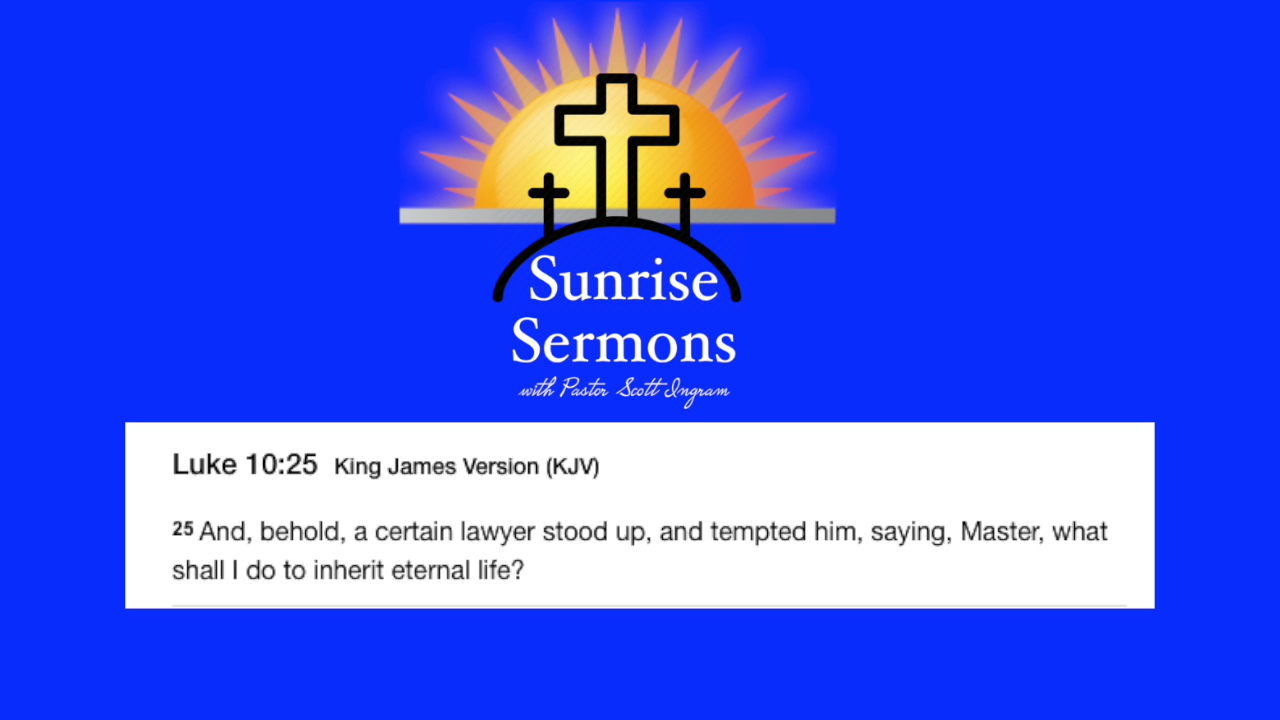 Sunrise
Sermons
with Pastor Scott Ingram
Luke 10:25 King James Version (KJV)
25 And, behold, a certain lawyer stood up, and tempted him, saying, Master, what
shall I do to inherit eternal life?